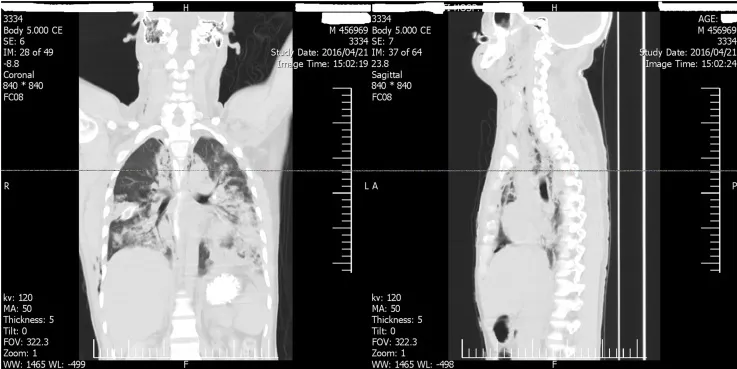 H
3334
Body 5.000 CE
SE: 6
IM: 28 of 49
-8.8
Coronal
840 * 840
FC08
M 456969
3334
Study Date: 2016/04/21
Image Time: 15:02:19
R
L
kv: 120
MA: 50
Thickness: 5
Tilt: 0
FOV: 322.3
Zoom: 1
WW: 1465 WL: -499
F
H
3334
Body 5.000 CE
SE: 7
IM: 37 of 64
23.8
Sagittal
840 * 840
FC08
AGE:
M 456969
3334
Study Date: 2016/04/21
Image Time: 15:02:24
A
P
kv: 120
MA: 50
Thickness: 5
Tilt: 0
FOV: 322.3
Zoom: 1
WW: 1465 WL: -498
F